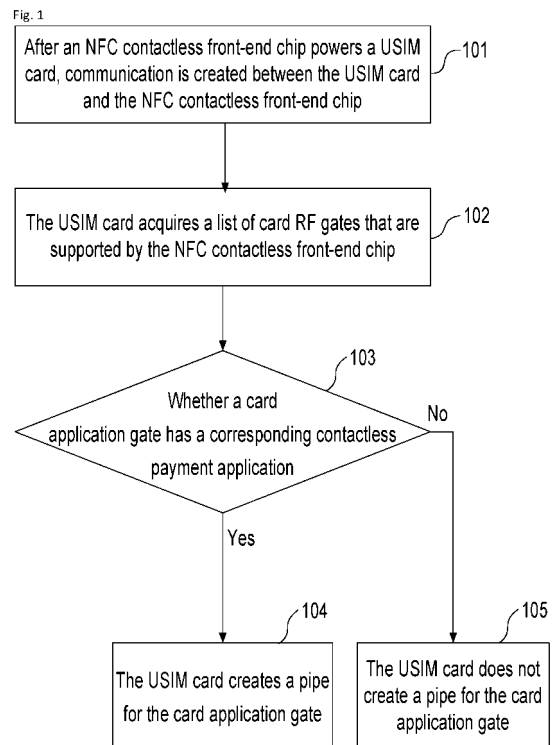 Fig. 1
After an NFC contactless front-end chip powers a USIM
card, communication is created between the USIM card
and the NFC contactless front-end chip
101
The USIM card acquires a list of card RF gates that are
supported by the NFC contactless front-end chip
102
103
Whether a card
application gate has a corresponding contactless
payment application
No
Yes
104
The USIM card creates a pipe
for the card application gate
105
The USIM card does not
create a pipe for the card
application gate